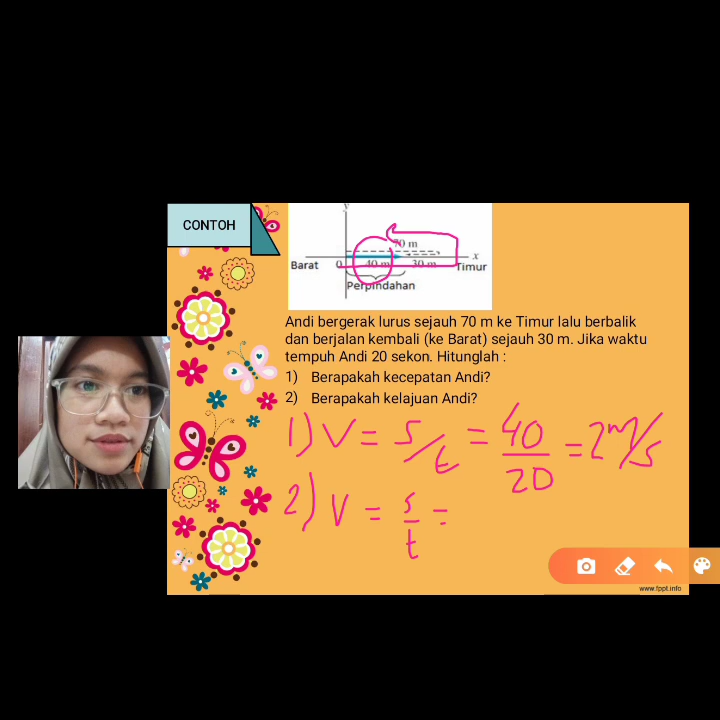 CONTOH
y
70 m
x
Barat
0
40 m
30 m
Timur
Perpindahan
Andi bergerak lurus sejauh 70 m ke Timur lalu berbalik
dan berjalan kembali (ke Barat) sejauh 30 m. Jika waktu
tempuh Andi 20 sekon. Hitunglah :
1) Berapakah kecepatan Andi?
2) Berapakah kelajuan Andi?
1) V = s/t = 40/20 = 2 m/s
2) V = s/t =
www.fppt.info